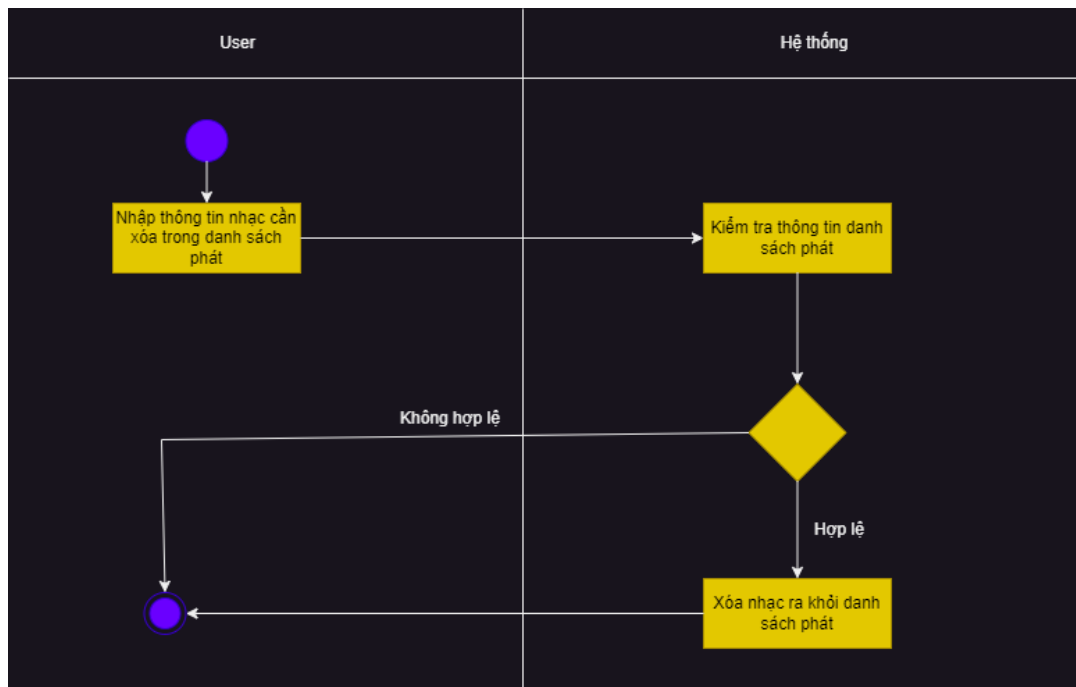 User
Hệ thống
Nhập thông tin nhạc cần
xóa trong danh sách
phát
Kiểm tra thông tin danh
sách phát
Không hợp lệ
Hợp lệ
Xóa nhạc ra khỏi danh
sách phát